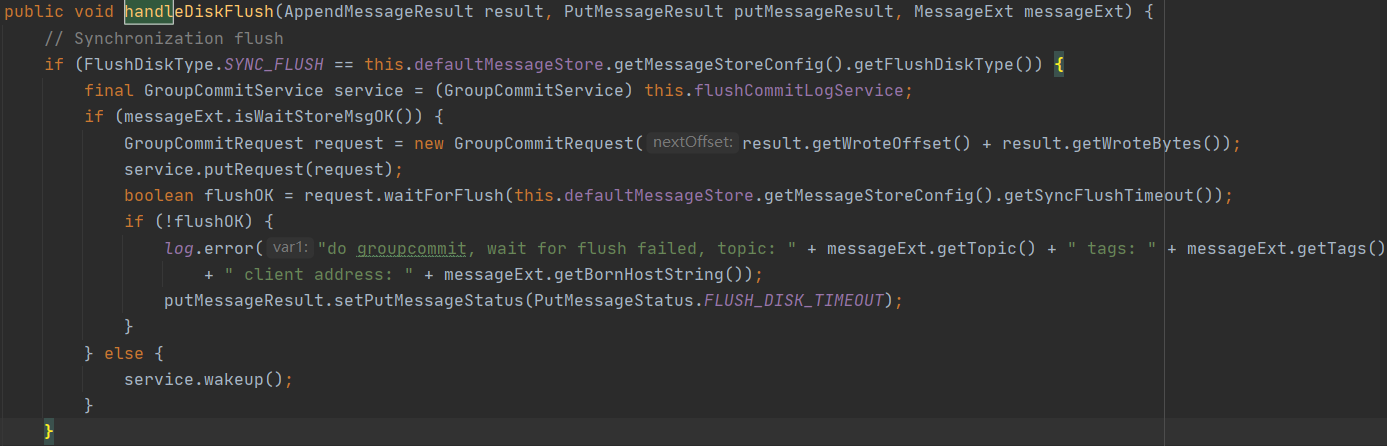 public void handleDiskFlush(AppendMessageResult result, PutMessageResult putMessageResult, MessageExt messageExt) {
// Synchronization flush
if (FlushDiskType.SYNC_FLUSH == this.defaultMessageStore.getMessageStoreConfig().getFlushDiskType()) {
final GroupCommitService service = (GroupCommitService) this.flushCommitLogService;
if (messageExt.isWaitStoreMsgOK()) {
GroupCommitRequest request = new GroupCommitRequest( nextOffset: result.getWroteOffset() + result.getWroteBytes());
service.putRequest(request);
boolean flushOK = request.waitForFlush(this.defaultMessageStore.getMessageStoreConfig().getSyncFlushTimeout());
if (!flushOK) {
log.error( var1: "do groupcommit, wait for flush failed, topic: " + messageExt.getTopic() + " tags: " + messageExt.getTags()
+ " client address: " + messageExt.getBornHostString());
putMessageResult.setPutMessageStatus(PutMessageStatus.FLUSH_DISK_TIMEOUT);
}
} else {
service.wakeup();
}
}